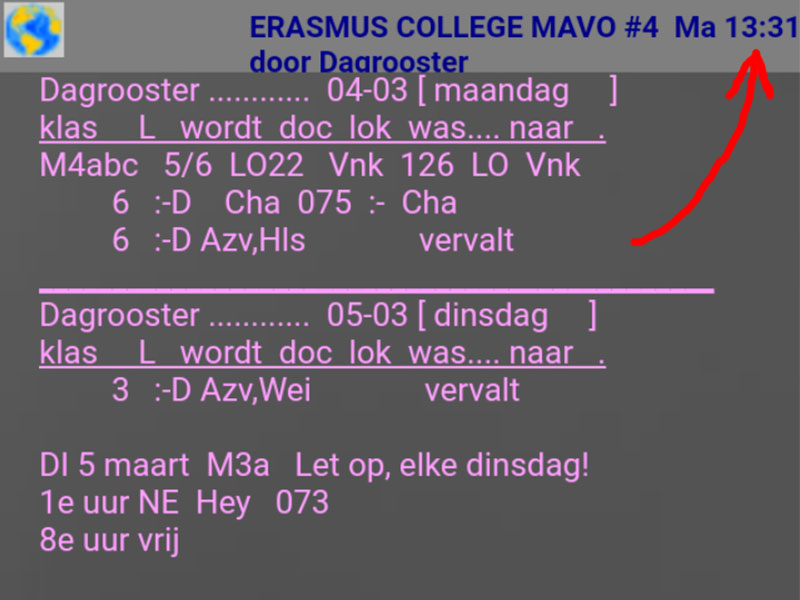 ERASMUS COLLEGE MAVO #4 Ma 13:31
door Dagrooster
Dagrooster ............ 04-03 [ maandag ]
klas L wordt doc lok was.... naar .
M4abc 5/6 LO22 Vnk 126 LO Vnk
6 :-D Cha 075 :- Cha
6 :-D Azv,Hls vervalt
Dagrooster ............ 05-03 [ dinsdag ]
klas L wordt doc lok was.... naar .
3 :-D Azv,Wei vervalt
DI 5 maart M3a Let op, elke dinsdag!
1e uur NE Hey 073
8e uur vrij